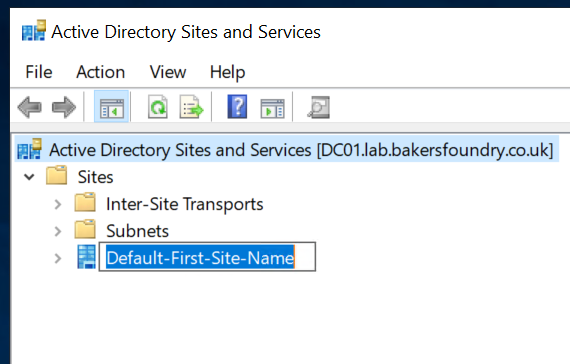 Active Directory Sites and Services
File Action View Help
Active Directory Sites and Services [DC01.lab.bakersfoundry.co.uk]
Sites
Inter-Site Transports
Subnets
Default-First-Site-Name